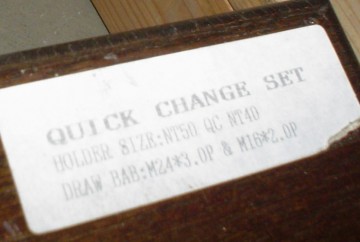 QUICK CHANGE SET
HOLDER SIZE:NT50 QC NT40
DRAW BAR:M24*3.0P & M16*2.0P